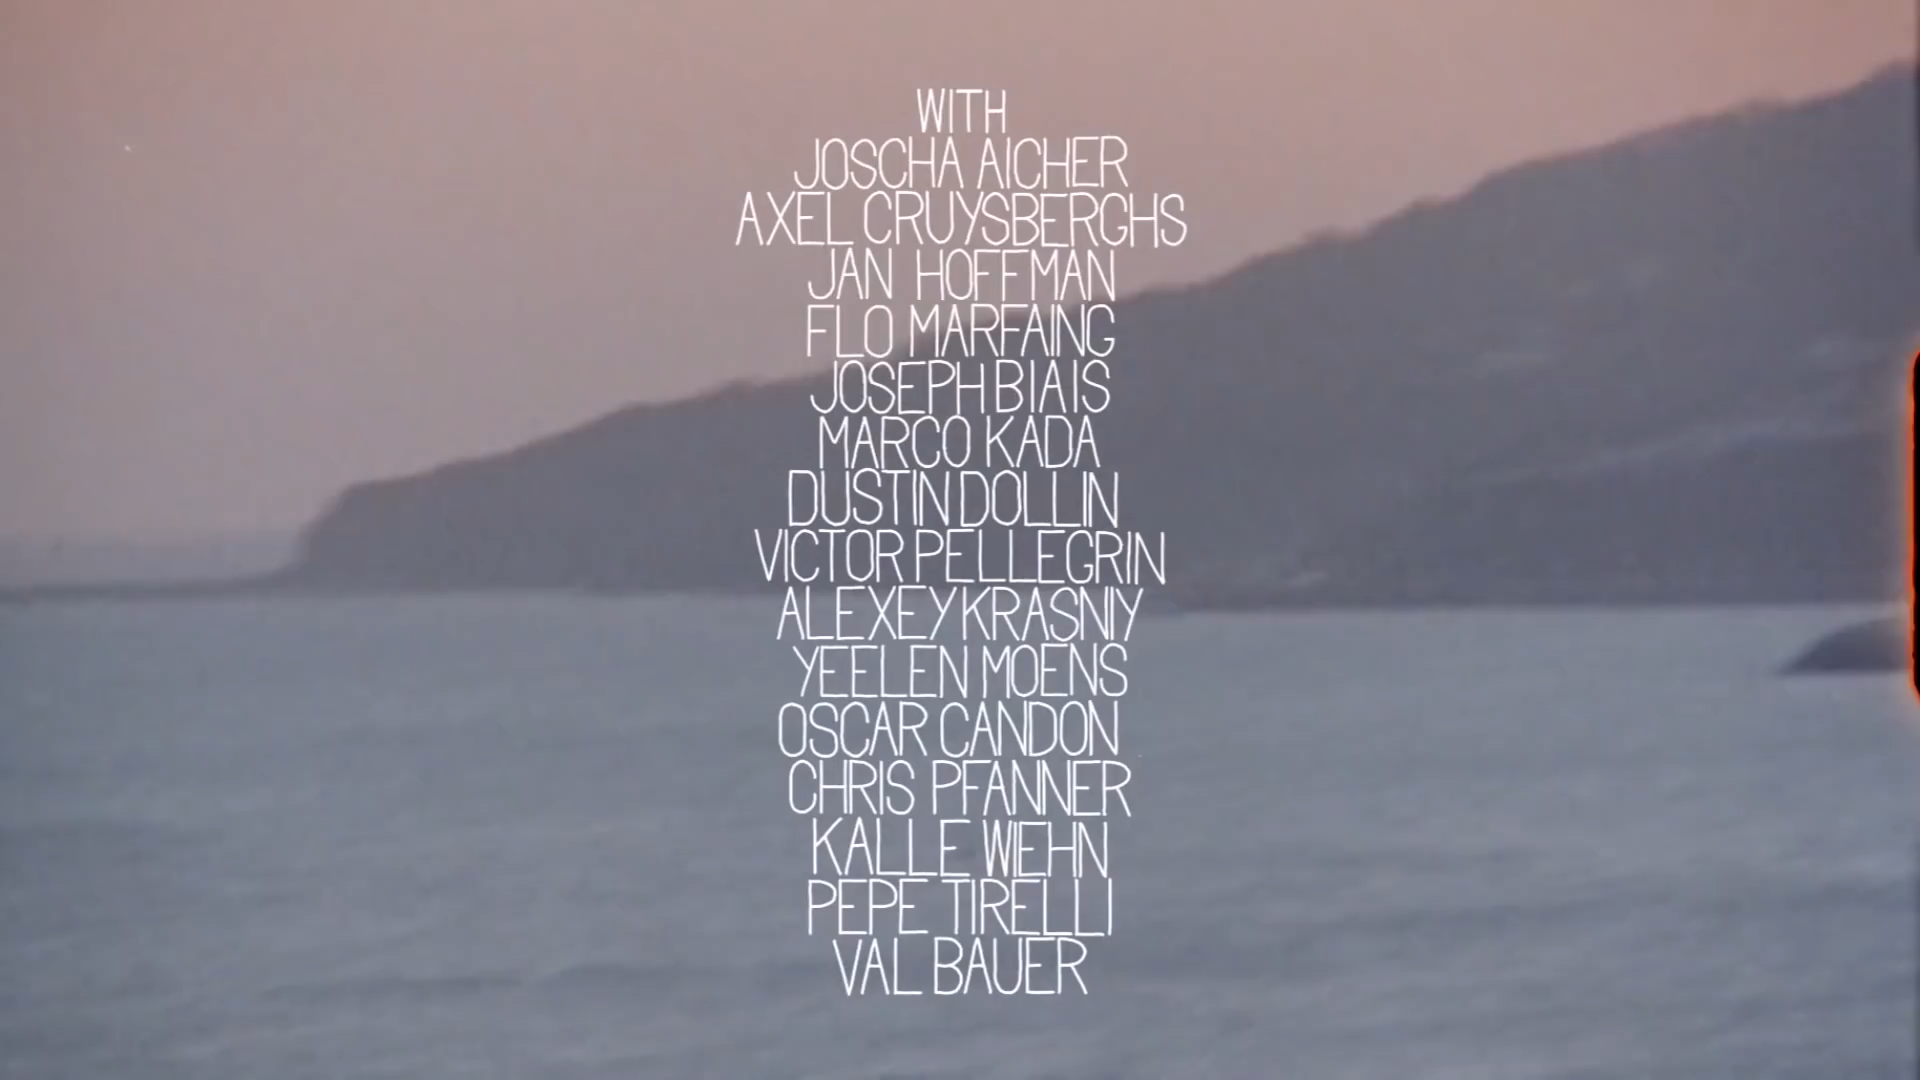 WITH
JOSCHA AICHER
AXEL CRUYSBERGHS
JAN HOFFMAN
FLO MARFAING
JOSEPH BIAIS
MARCO KADA
DUSTIN DOLLIN
VICTOR PELLEGRIN
ALEXEY KRASNIY
YEELEN MOENS
OSCAR CANDON
CHRIS PFANNER
KALLE WIEHN
PEPE TIRELLI
VAL BAUER